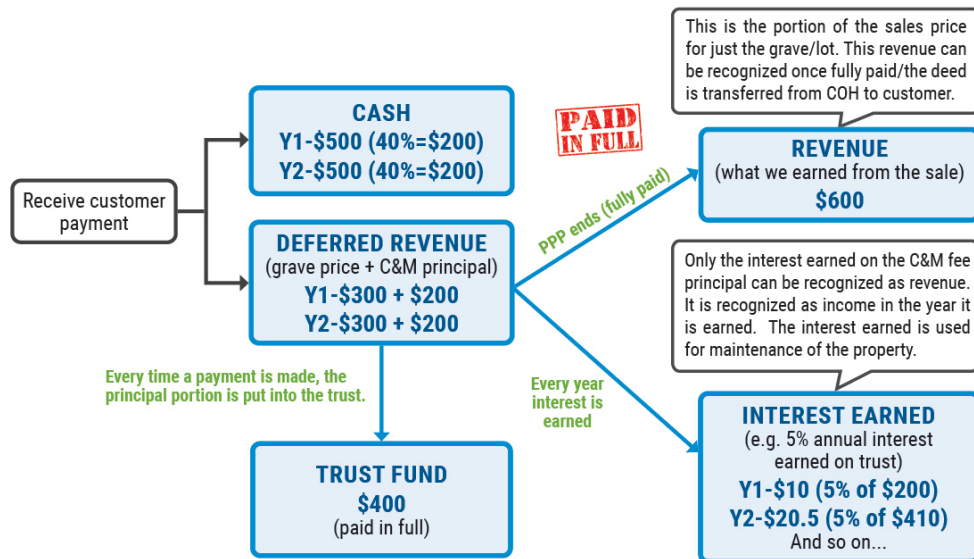 Receive customer
payment
CASH
Y1-$500 (40%=$200)
Y2-$500 (40%=$200)
DEFERRED REVENUE
(grave price + C&M principal)
Y1-$300 + $200
Y2-$300 + $200
Every time a payment is made, the
principal portion is put into the trust.
TRUST FUND
$400
(paid in full)
PAID
IN FULL
PPP ends (fully paid)
This is the portion of the sales price
for just the grave/lot. This revenue can
be recognized once fully paid/the deed
is transferred from COH to customer.
REVENUE
(what we earned from the sale)
$600
Every year
interest is
earned
Only the interest earned on the C&M fee
principal can be recognized as revenue.
It is recognized as income in the year it
is earned. The interest earned is used
for maintenance of the property.
INTEREST EARNED
(e.g. 5% annual interest
earned on trust)
Y1-$10 (5% of $200)
Y2-$20.5 (5% of $410)
And so on...